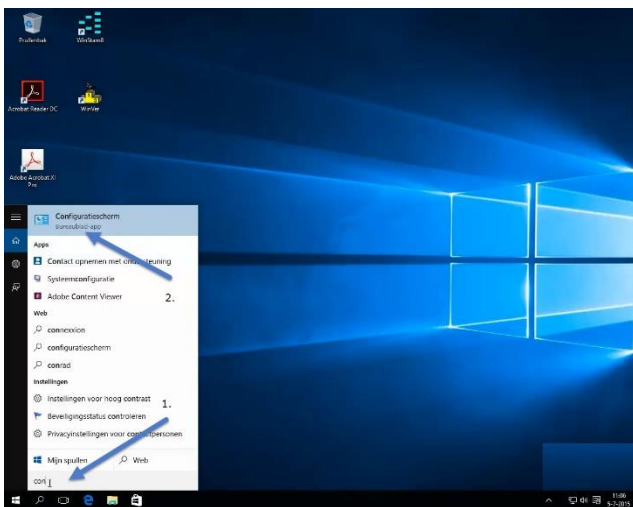 Prullenbak
WinStam8
Acrobat Reader DC
WinVer
Adobe Acrobat XI
Pro
Configuratiescherm
Bureaublad-app
Apps
Contact opnemen met ondersteuning
Systeemconfiguratie
Adobe Content Viewer
2.
Web
connexxion
configuratiescherm
conrad
Instellingen
Instellingen voor hoog contrast
1.
Beveiligingsstatus controleren
Privacyinstellingen voor contactpersonen
Mijn spullen
Web
con
11:06
5-7-2015